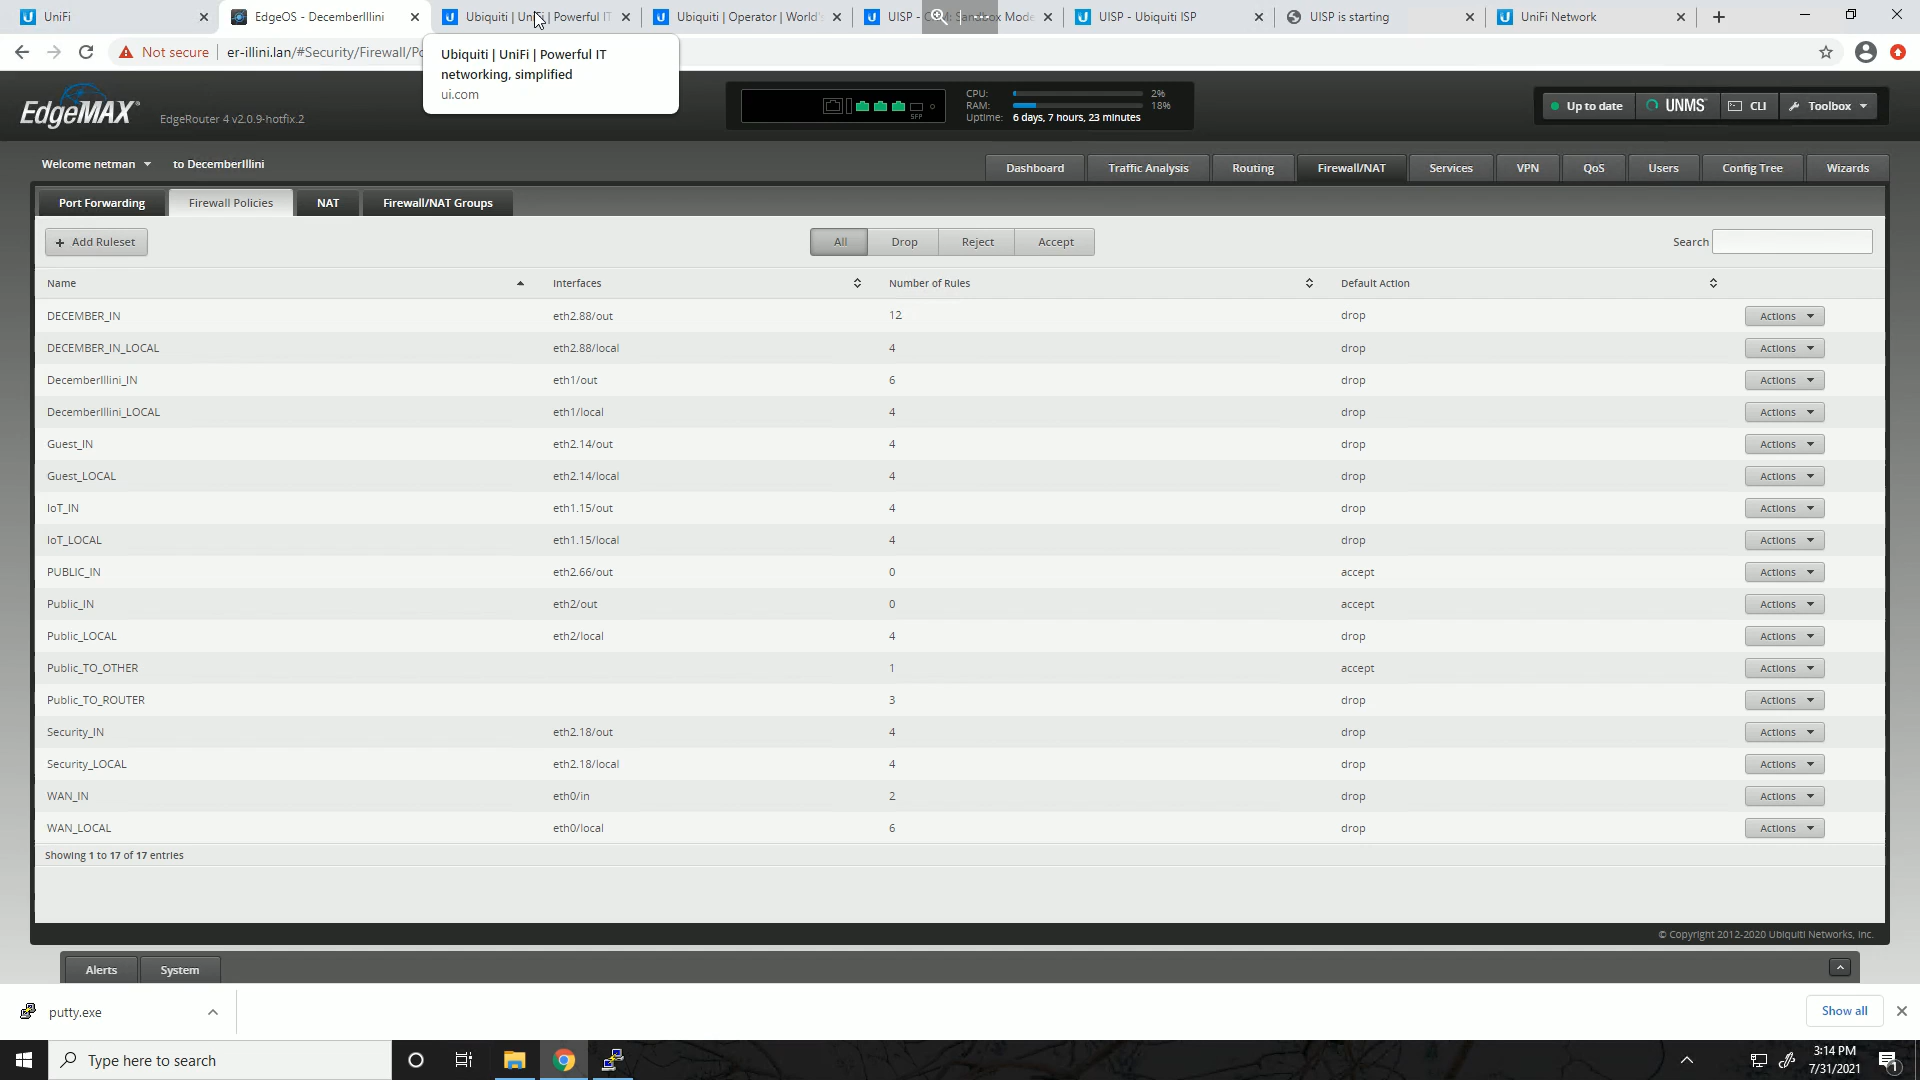 UniFi
EdgeOS - DecemberIllini
Ubiquiti | UniFi | Powerful IT
Ubiquiti | Operator | World's
UISP - C M: Sandbox Mode
UISP - Ubiquiti ISP
UISP is starting
UniFi Network
Not secure
er-illini.lan/#Security/Firewall/Po
Ubiquiti | UniFi | Powerful IT
networking, simplified
ui.com
EdgeMAX
EdgeRouter 4 v2.0.9-hotfix.2
SFP
CPU: 2%
RAM: 18%
Uptime: 6 days, 7 hours, 23 minutes
Up to date
UNMS
CLI
Toolbox
Welcome netman
to DecemberIllini
Dashboard
Traffic Analysis
Routing
Firewall/NAT
Services
VPN
QoS
Users
Config Tree
Wizards
Port Forwarding
Firewall Policies
NAT
Firewall/NAT Groups
+ Add Ruleset
All
Drop
Reject
Accept
Search
Name Interfaces Number of Rules Default Action
DECEMBER_IN eth2.88/out 12 drop Actions
DECEMBER_IN_LOCAL eth2.88/local 4 drop Actions
DecemberIllini_IN eth1/out 6 drop Actions
DecemberIllini_LOCAL eth1/local 4 drop Actions
Guest_IN eth2.14/out 4 drop Actions
Guest_LOCAL eth2.14/local 4 drop Actions
IoT_IN eth1.15/out 4 drop Actions
IoT_LOCAL eth1.15/local 4 drop Actions
PUBLIC_IN eth2.66/out 0 accept Actions
Public_IN eth2/out 0 accept Actions
Public_LOCAL eth2/local 4 drop Actions
Public_TO_OTHER 1 accept Actions
Public_TO_ROUTER 3 drop Actions
Security_IN eth2.18/out 4 drop Actions
Security_LOCAL eth2.18/local 4 drop Actions
WAN_IN eth0/in 2 drop Actions
WAN_LOCAL eth0/local 6 drop Actions
Showing 1 to 17 of 17 entries
© Copyright 2012-2020 Ubiquiti Networks, Inc.
Alerts
System
putty.exe
Show all
Type here to search
3:14 PM
7/31/2021
1